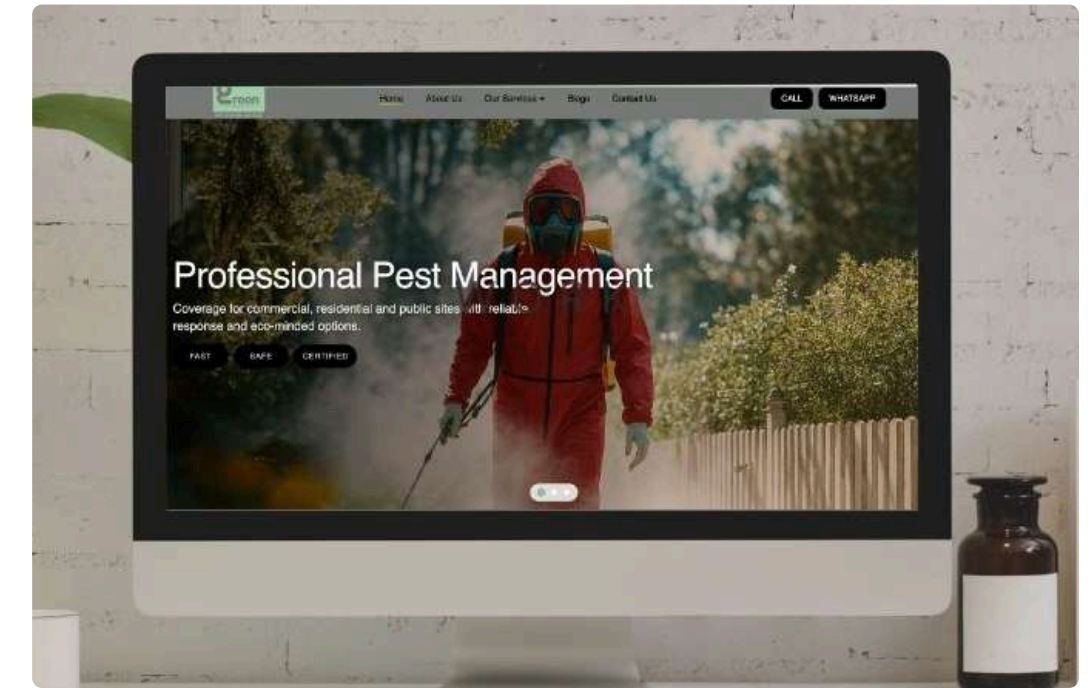 green
Home About Us Our Services Blogs Contact Us CALL WHATSAPP
Professional Pest Management
Coverage for commercial, residential and public sites with reliable
response and eco-minded options.
FAST SAFE CERTIFIED